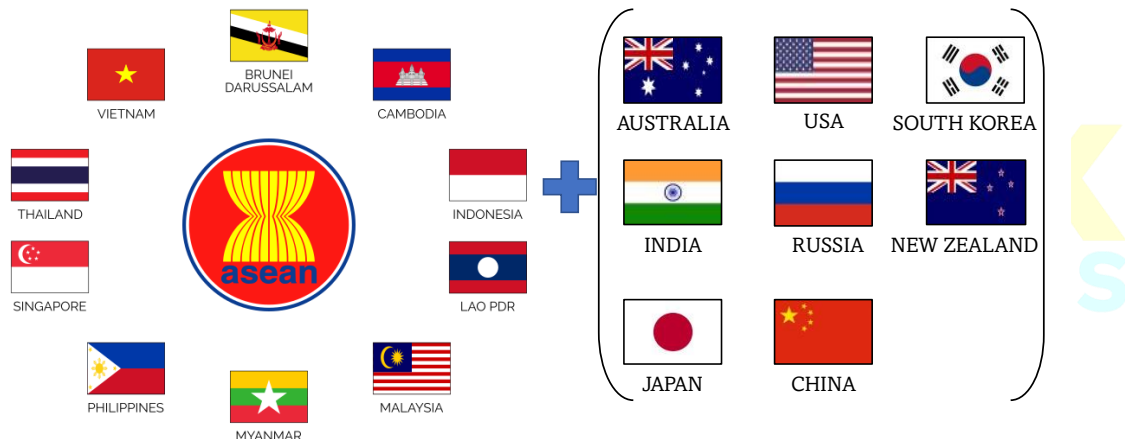 BRUNEI
DARUSSALAM
VIETNAM
CAMBODIA
THAILAND
INDONESIA
SINGAPORE
LAO PDR
PHILIPPINES
MALAYSIA
MYANMAR
asean
AUSTRALIA
USA
SOUTH KOREA
INDIA
RUSSIA
NEW ZEALAND
JAPAN
CHINA
K
S